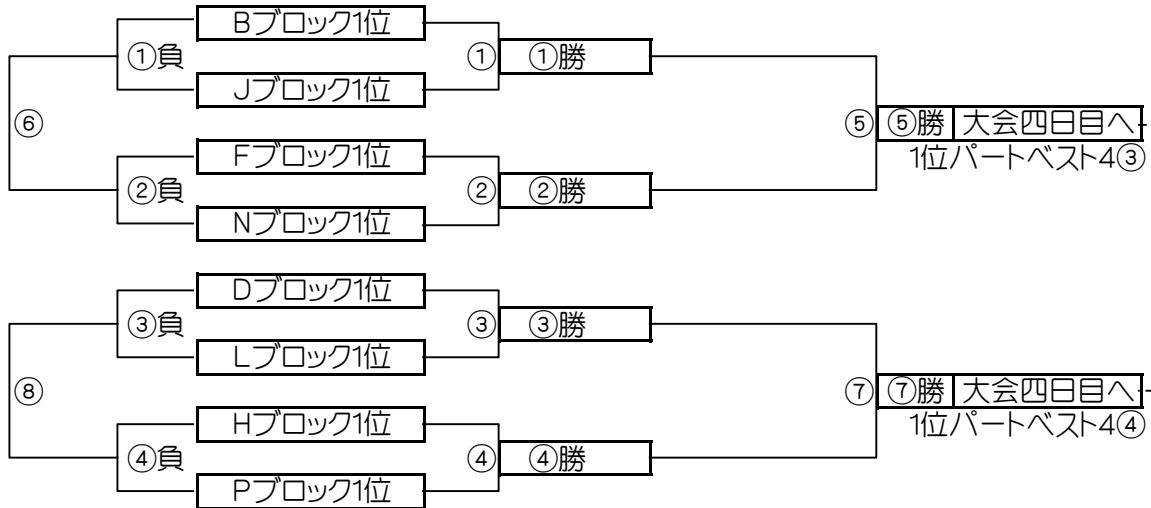 Bブロック1位
①負 ① ①勝
Jブロック1位
⑥ ⑤ ⑤勝 大会四日目へ
Fブロック1位 1位パートベスト4③
②負 ② ②勝
Nブロック1位
Dブロック1位
③負 ③ ③勝
Lブロック1位
⑧ ⑦ ⑦勝 大会四日目へ
Hブロック1位 1位パートベスト4④
④負 ④ ④勝
Pブロック1位